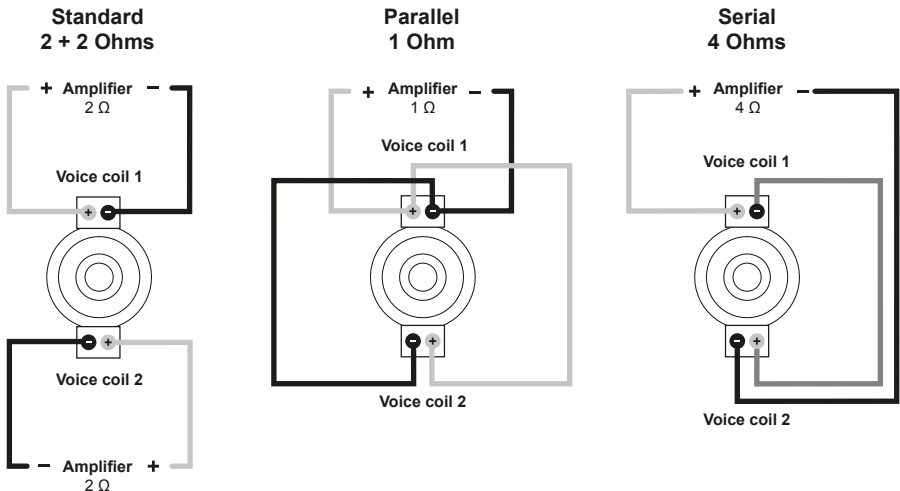 Standard
2 + 2 Ohms
+ Amplifier −
2 Ω
Voice coil 1
+ −
− +
Voice coil 2
− Amplifier +
2 Ω
Parallel
1 Ohm
+ Amplifier −
1 Ω
Voice coil 1
+ −
− +
Voice coil 2
Serial
4 Ohms
+ Amplifier −
4 Ω
Voice coil 1
+ −
− +
Voice coil 2